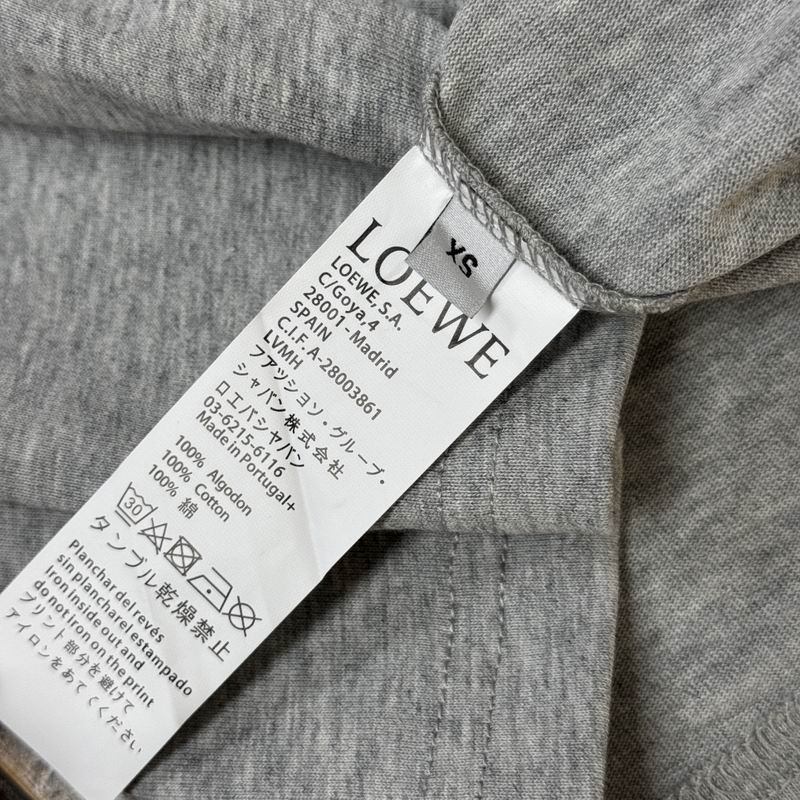 XS
LOEWE
LOEWE, S.A.
C/Goya, 4
28001 - Madrid
SPAIN
C.I.F. A-28003861
LVMH
ファッション・グループ。
ジャパン株式会社
ロエベジャパン
03-6215-6116
Made in Portugal+
100% Algodon
100% Cotton
100% 綿
30
タンブル乾燥禁止
Planchar del revés
sin planchar el estampado
Iron inside out and
do not iron on the print
プリント部分を避けて
アイロンをあてください